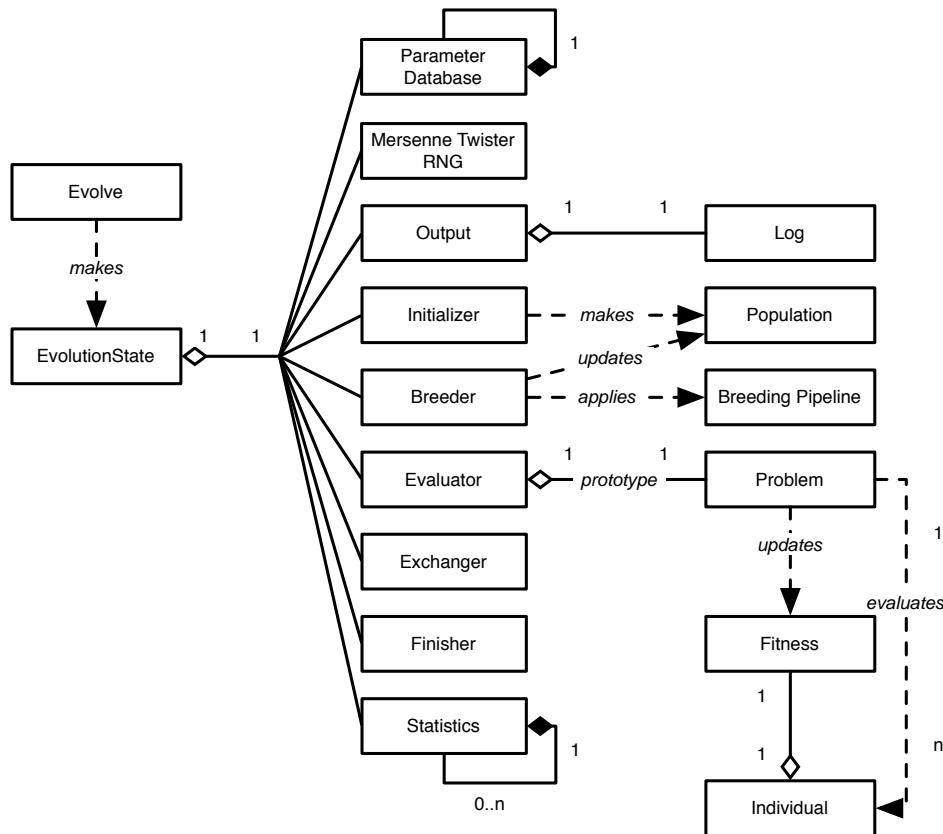 1
Parameter
Database
Mersenne Twister
RNG
Evolve
1
1
Output
Log
makes
Initializer
makes
Population
1
1
EvolutionState
updates
Breeder
applies
Breeding Pipeline
1
1
Evaluator
prototype
Problem
1
updates
Exchanger
evaluates
Finisher
Fitness
1
Statistics
1
1
n
0..n
Individual